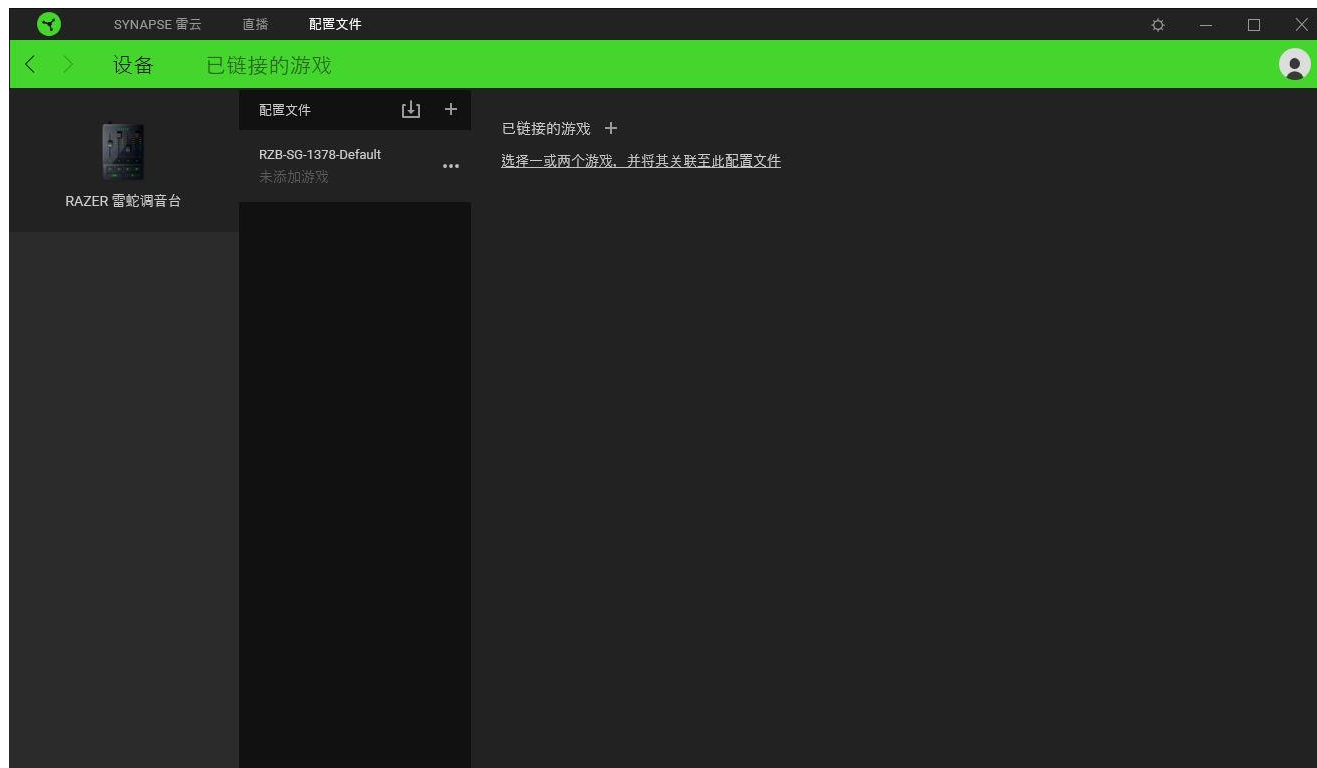 SYNAPSE 雷云 直播 配置文件
设备 已链接的游戏
RAZER 雷蛇调音台
配置文件
RZB-SG-1378-Default
未添加游戏
已链接的游戏
选择一或两个游戏，并将其关联至此配置文件